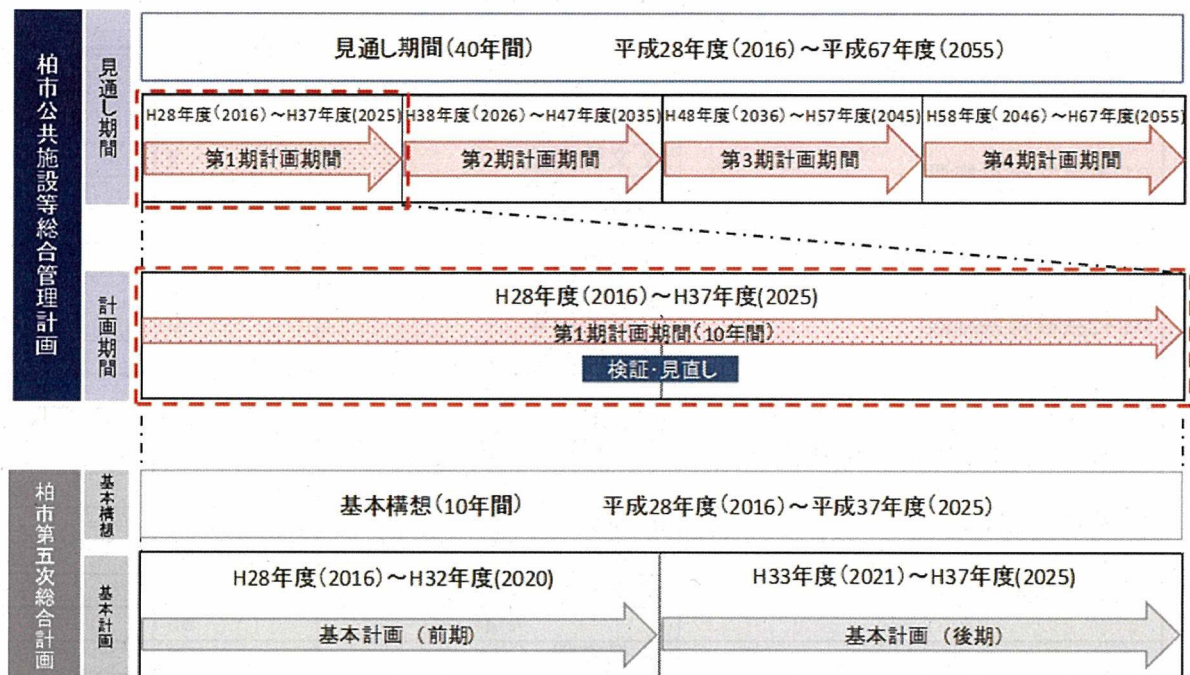 柏市公共施設等総合管理計画
見通し期間
見通し期間(40年間) 平成28年度(2016)～平成67年度(2055)
H28年度(2016)～H37年度(2025)
第1期計画期間
H38年度(2026)～H47年度(2035)
第2期計画期間
H48年度(2036)～H57年度(2045)
第3期計画期間
H58年度(2046)～H67年度(2055)
第4期計画期間
計画期間
H28年度(2016)～H37年度(2025)
第1期計画期間(10年間)
検証・見直し
柏市第五次総合計画
基本構想
基本構想(10年間) 平成28年度(2016)～平成37年度(2025)
基本計画
H28年度(2016)～H32年度(2020)
基本計画(前期)
H33年度(2021)～H37年度(2025)
基本計画(後期)